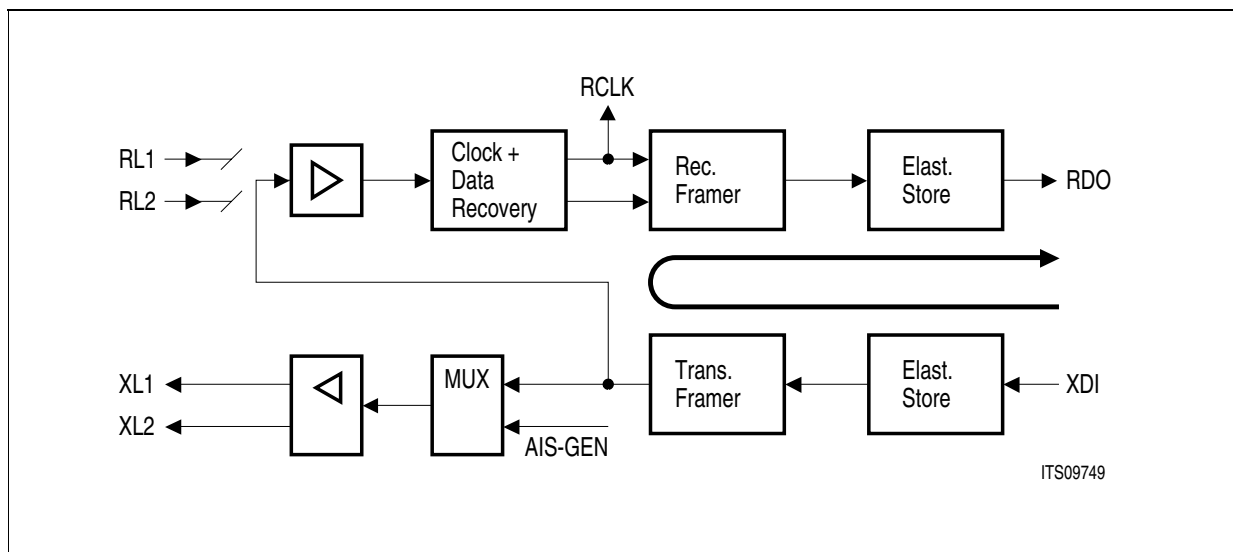 RCLK
RL1
RL2
Clock +
Data
Recovery
Rec.
Framer
Elast.
Store
RDO
XL1
XL2
MUX
AIS-GEN
Trans.
Framer
Elast.
Store
XDI
ITS09749